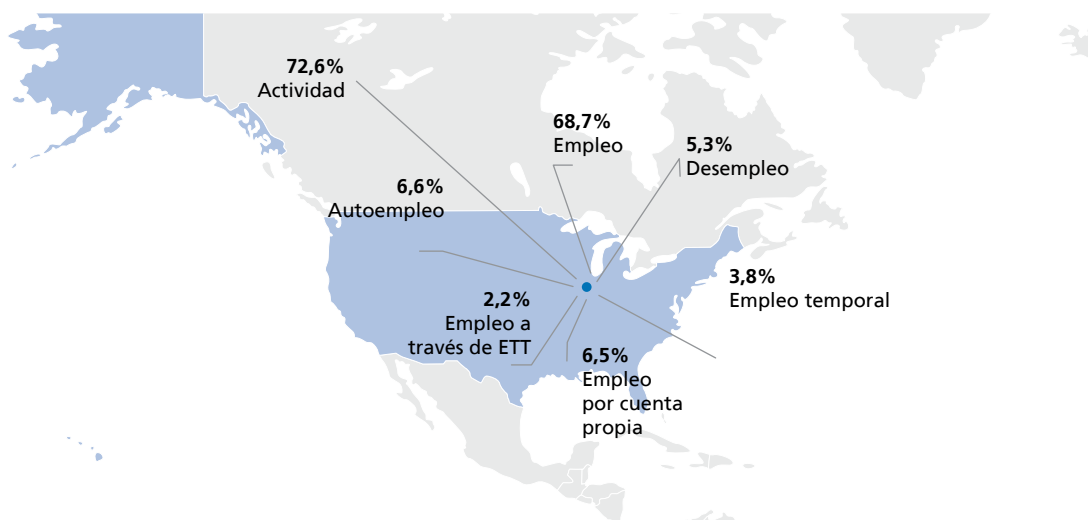 72,6%
Actividad
68,7%
Empleo
5,3%
Desempleo
6,6%
Autoempleo
3,8%
Empleo temporal
2,2%
Empleo a
través de ETT
6,5%
Empleo
por cuenta
propia